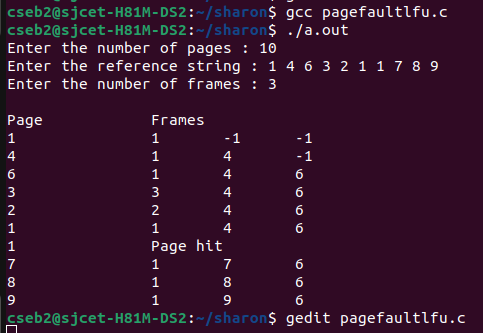 cseb2@sjcet-H81M-DS2:~/sharon$ gcc pagefaultlfu.c
cseb2@sjcet-H81M-DS2:~/sharon$ ./a.out
Enter the number of pages : 10
Enter the reference string : 1 4 6 3 2 1 1 7 8 9
Enter the number of frames : 3
Page Frames
1 1 -1 -1
4 1 4 -1
6 1 4 6
3 3 4 6
2 2 4 6
1 1 4 6
1 Page hit
7 1 7 6
8 1 8 6
9 1 9 6
cseb2@sjcet-H81M-DS2:~/sharon$ gedit pagefaultlfu.c